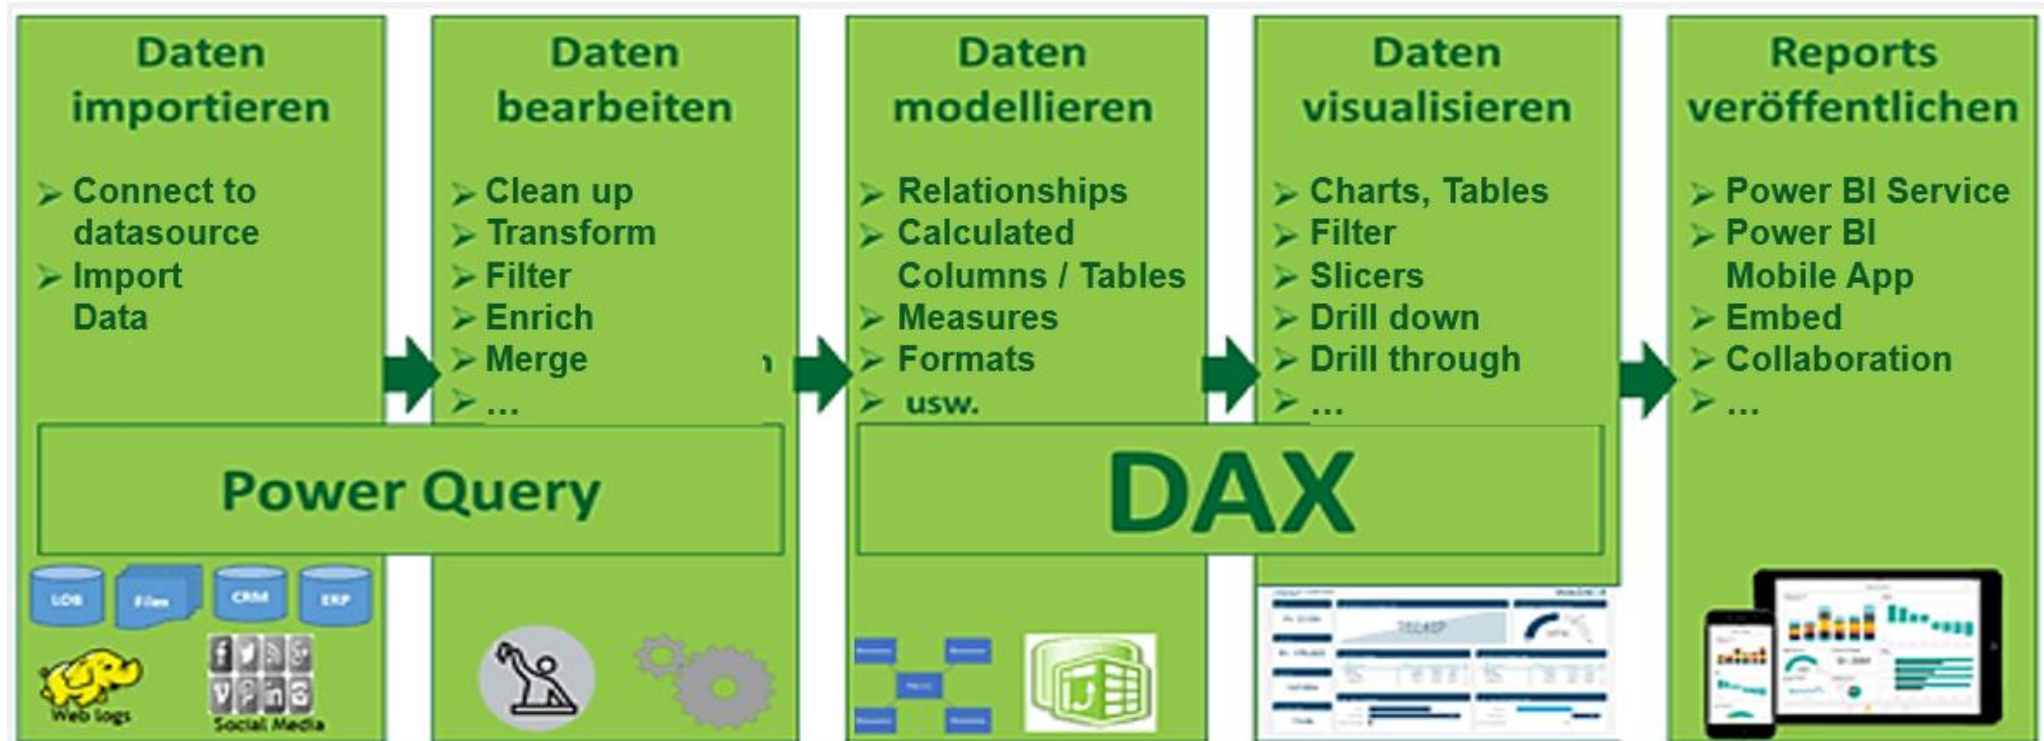 Daten
importieren
➢ Connect to
datasource
➢ Import
Data
Daten
bearbeiten
➢ Clean up
➢ Transform
➢ Filter
➢ Enrich
➢ Merge
➢ ...
Power Query
LOB
Files
CRM
ERP
Web logs
Social Media
Daten
modellieren
➢ Relationships
➢ Calculated
Columns / Tables
➢ Measures
➢ Formats
➢ usw.
Daten
visualisieren
➢ Charts, Tables
➢ Filter
➢ Slicers
➢ Drill down
➢ Drill through
➢ ...
DAX
Reports
veröffentlichen
➢ Power BI Service
➢ Power BI
Mobile App
➢ Embed
➢ Collaboration
➢ ...